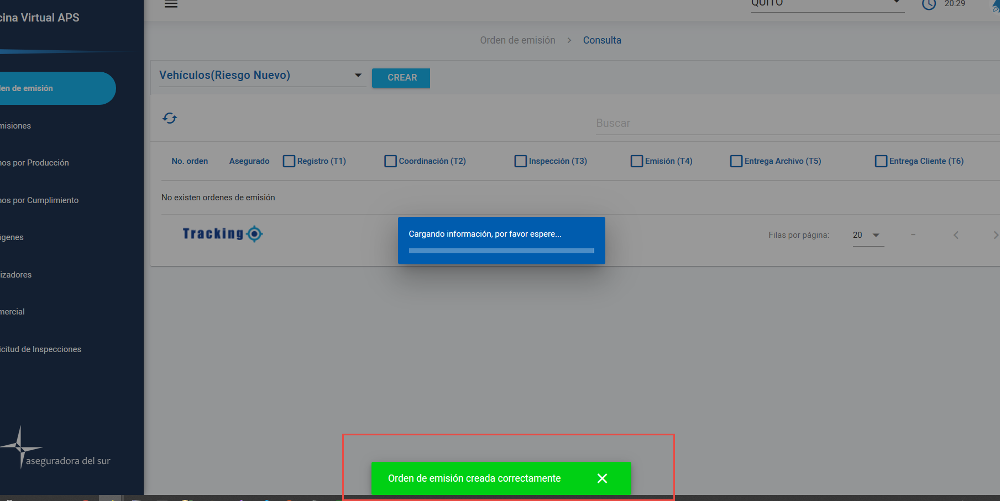 cina Virtual APS
QUITO
20:29
Orden de emisión > Consulta
Vehículos(Riesgo Nuevo)
CREAR
den de emisión
misiones
nos por Producción
nos por Cumplimiento
ágenes
izadores
mercial
icitud de Inspecciones
Buscar
No. orden Asegurado Registro (T1) Coordinación (T2) Inspección (T3) Emisión (T4) Entrega Archivo (T5) Entrega Cliente (T6)
No existen ordenes de emisión
Tracking
Filas por página: 20 –
Cargando información, por favor espere...
aseguradora del sur
Orden de emisión creada correctamente